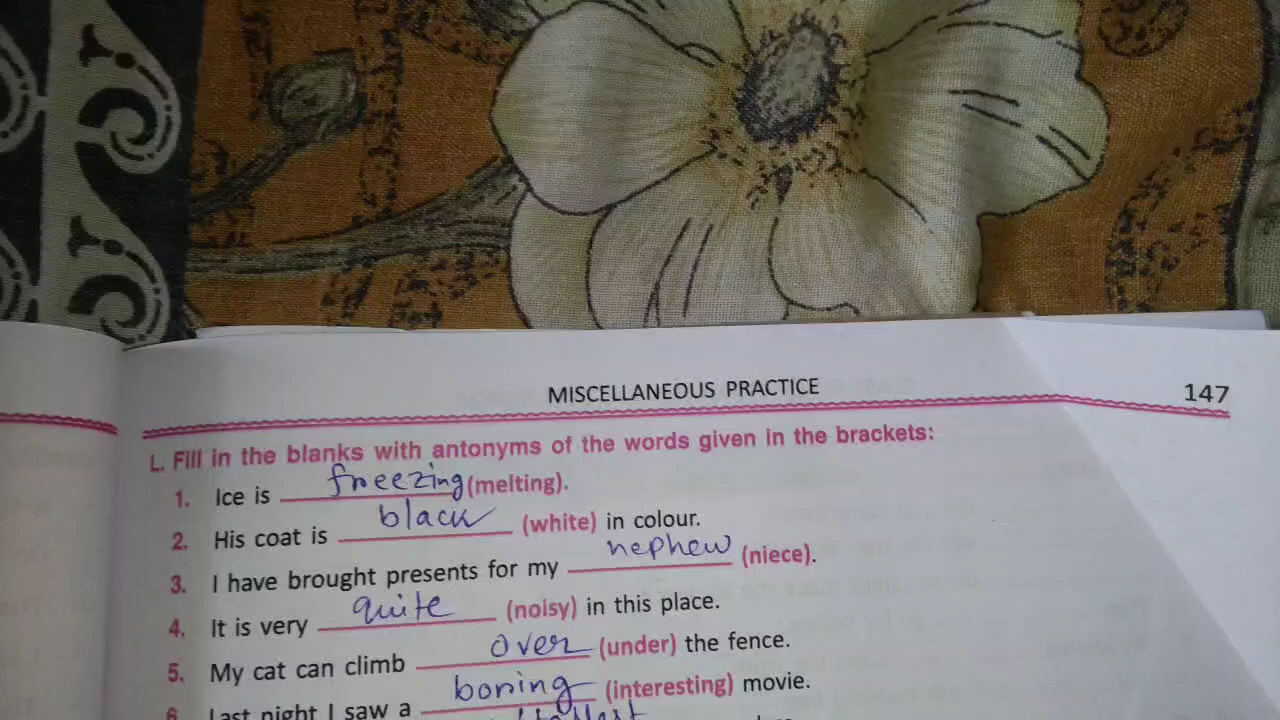 MISCELLANEOUS PRACTICE 147
L. Fill in the blanks with antonyms of the words given in the brackets:
1. Ice is freezing (melting).
2. His coat is black (white) in colour.
3. I have brought presents for my nephew (niece).
4. It is very quite (noisy) in this place.
5. My cat can climb over (under) the fence.
6. Last night I saw a boring (interesting) movie.